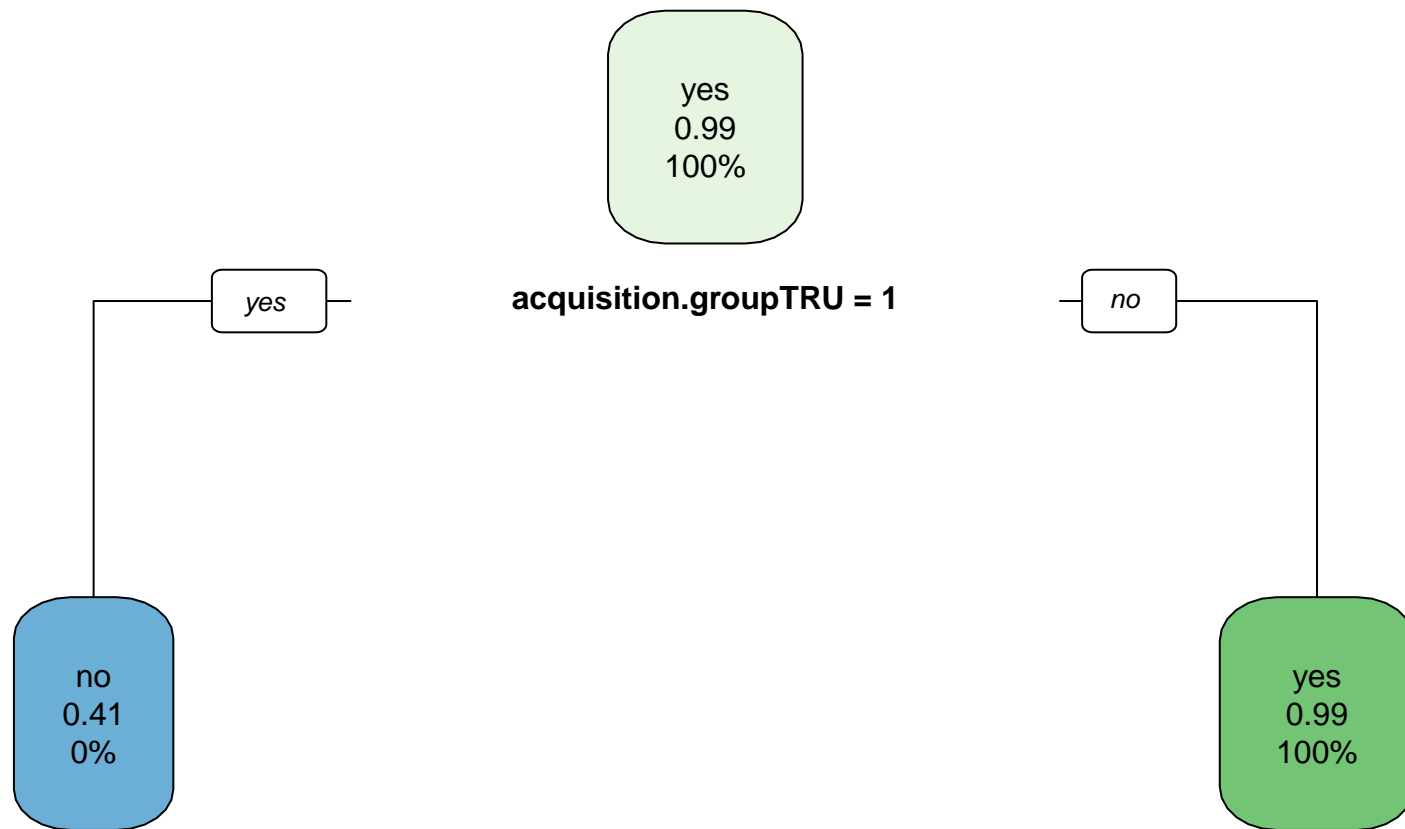 yes
0.99
100%
yes
acquisition.groupTRU = 1
no
no
0.41
0%
yes
0.99
100%